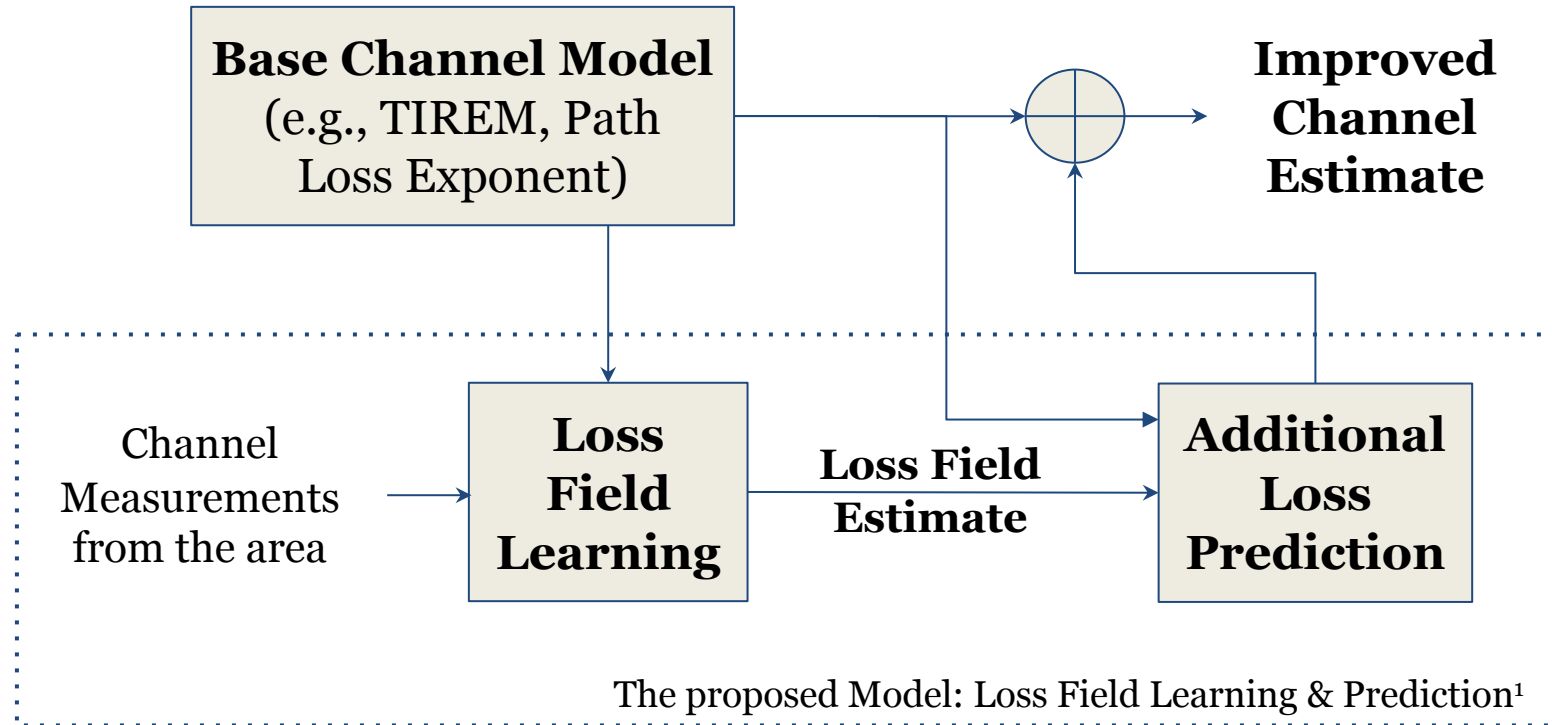 Base Channel Model
(e.g., TIREM, Path
Loss Exponent)
Improved
Channel
Estimate
Channel
Measurements
from the area
Loss
Field
Learning
Loss Field
Estimate
Additional
Loss
Prediction
The proposed Model: Loss Field Learning & Prediction¹